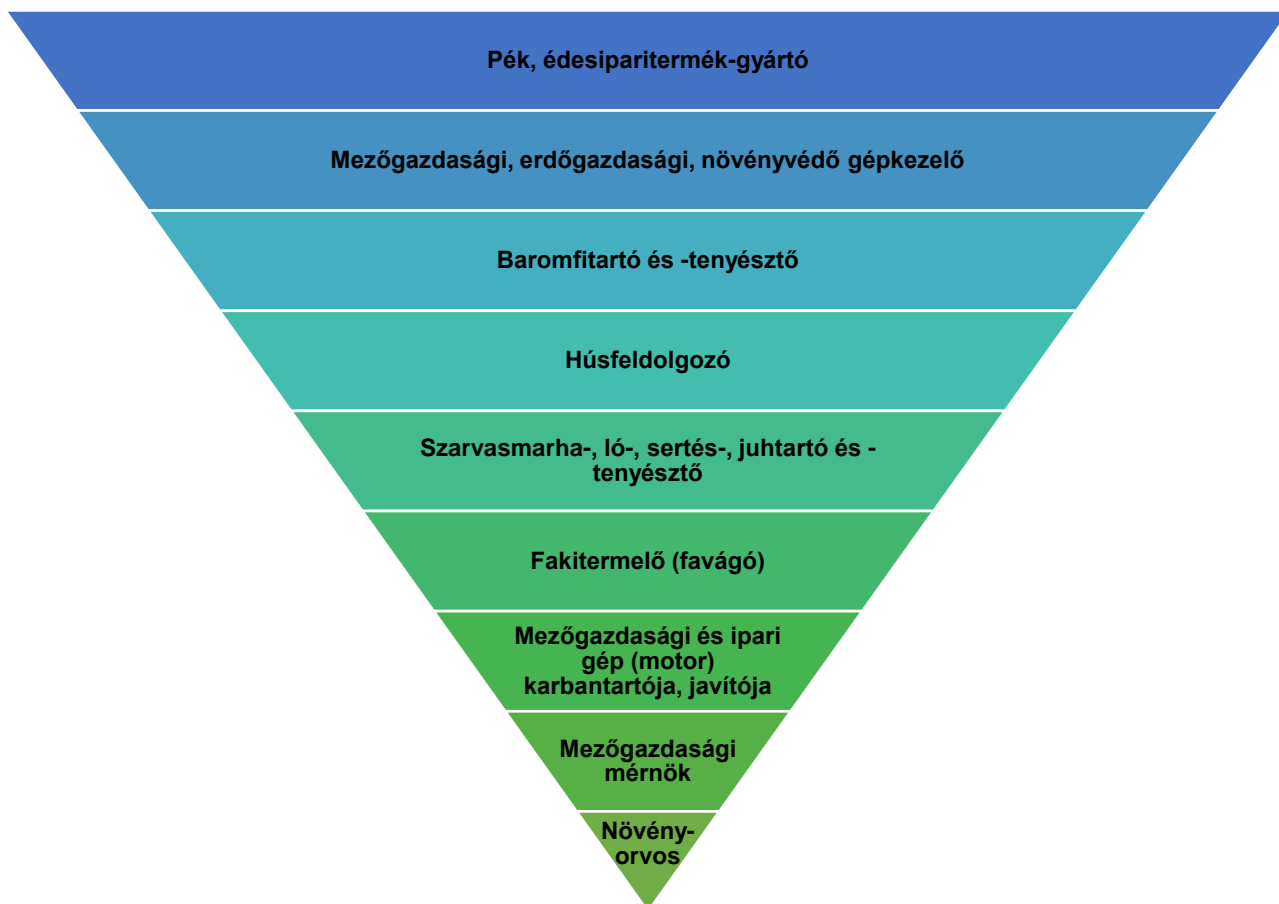 Pék, édesiparitermék-gyártó
Mezőgazdasági, erdőgazdasági, növényvédő gépkezelő
Baromfitartó és -tenyésztő
Húsfeldolgozó
Szarvasmarha-, ló-, sertés-, juhtartó és -
tenyésztő
Fakitermelő (favágó)
Mezőgazdasági és ipari
gép (motor)
karbantartója, javítója
Mezőgazdasági
mérnök
Növény-
orvos